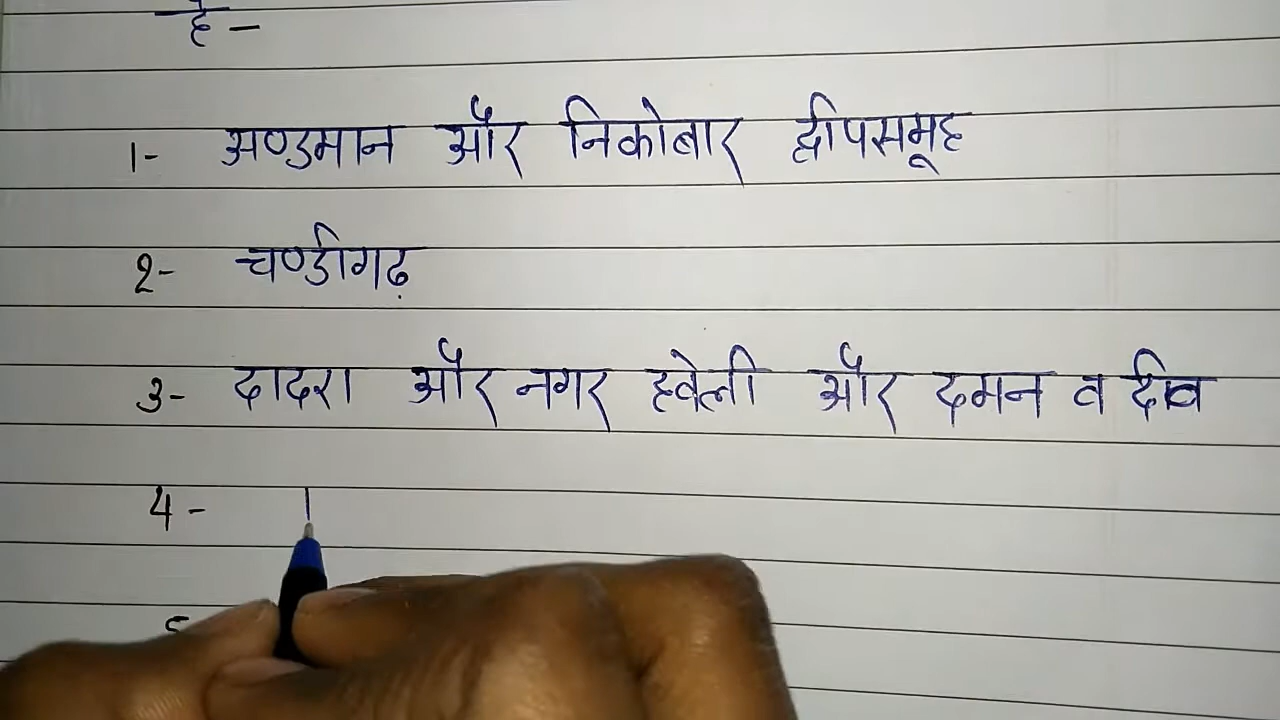 है -
1- अण्डमान और निकोबार द्वीपसमूह
2- चण्डीगढ़
3- दादरा और नगर हवेली और दमन व दीव
4-